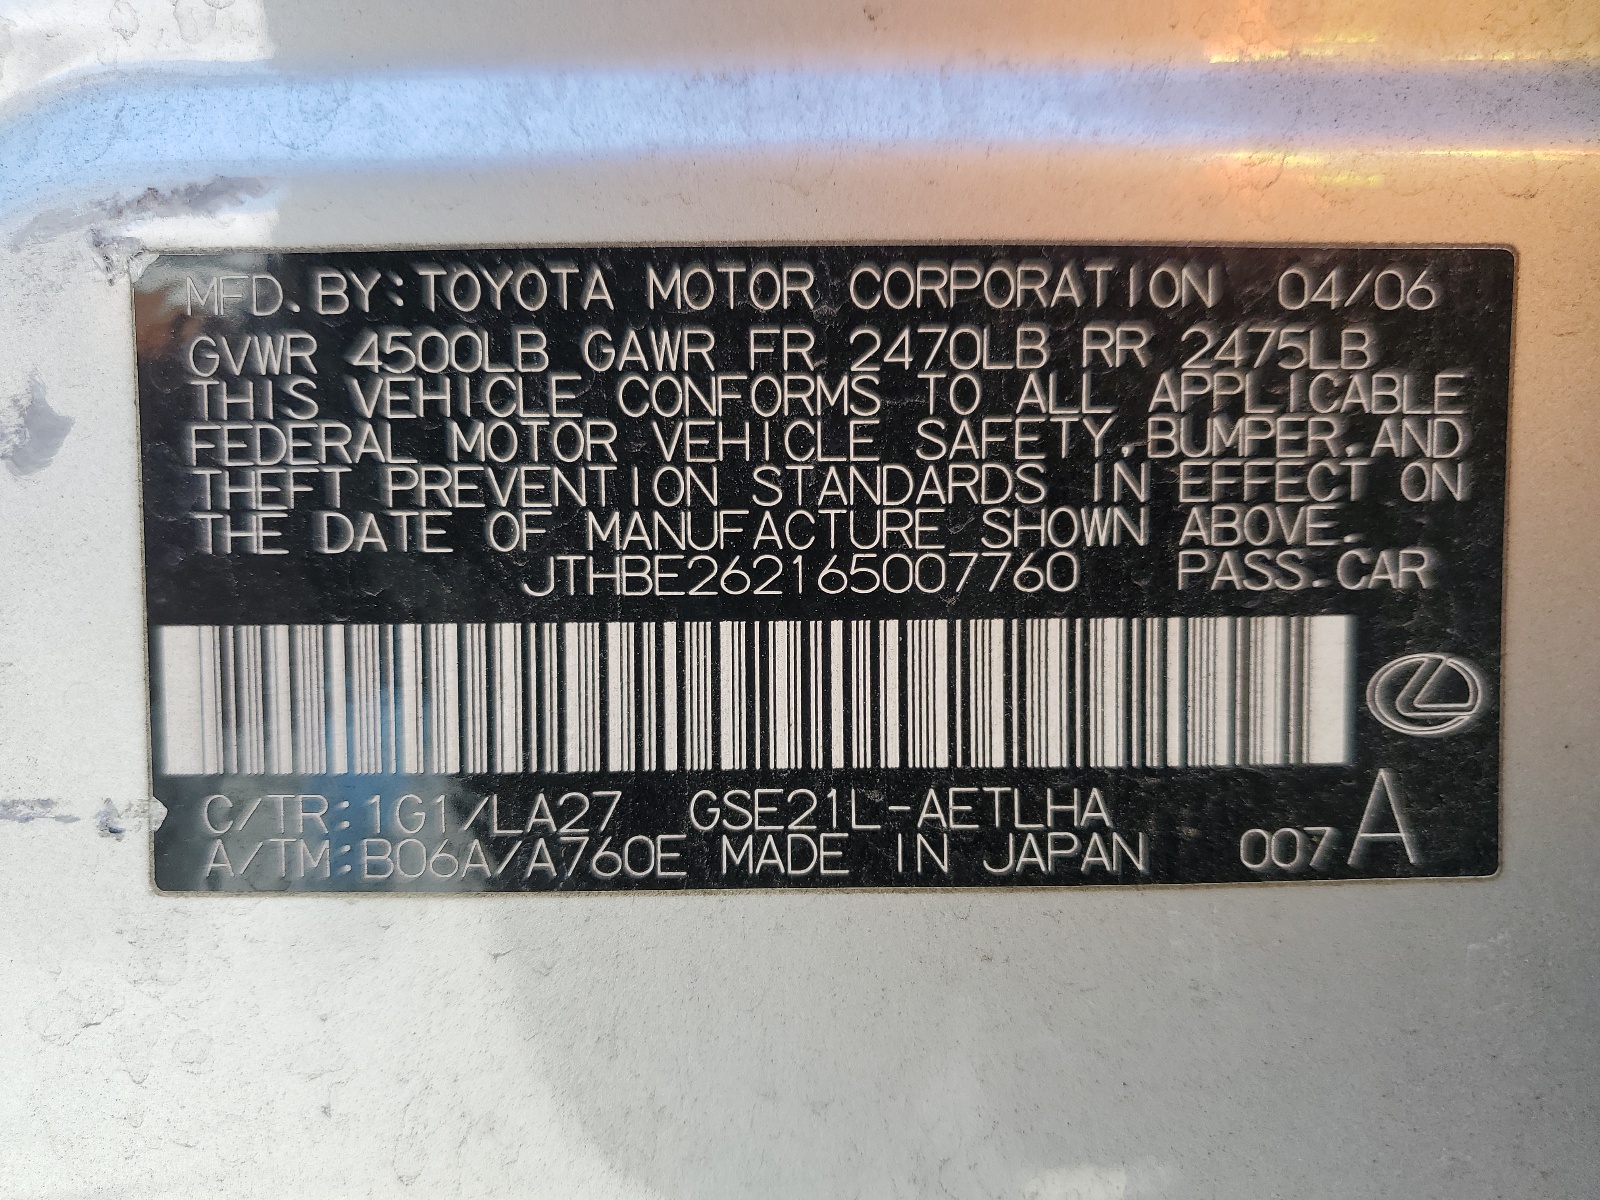 MFD. BY: TOYOTA MOTOR CORPORATION 04/06
GVWR 4500LB GAWR FR 2470LB RR 2475LB
THIS VEHICLE CONFORMS TO ALL APPLICABLE
FEDERAL MOTOR VEHICLE SAFETY, BUMPER, AND
THEFT PREVENTION STANDARDS IN EFFECT ON
THE DATE OF MANUFACTURE SHOWN ABOVE.
JTHBE262165007760 PASS. CAR
C/TR: 1G1/LA27 GSE21L-AETLHA
A/TM: B06A/A760E MADE IN JAPAN 007 A